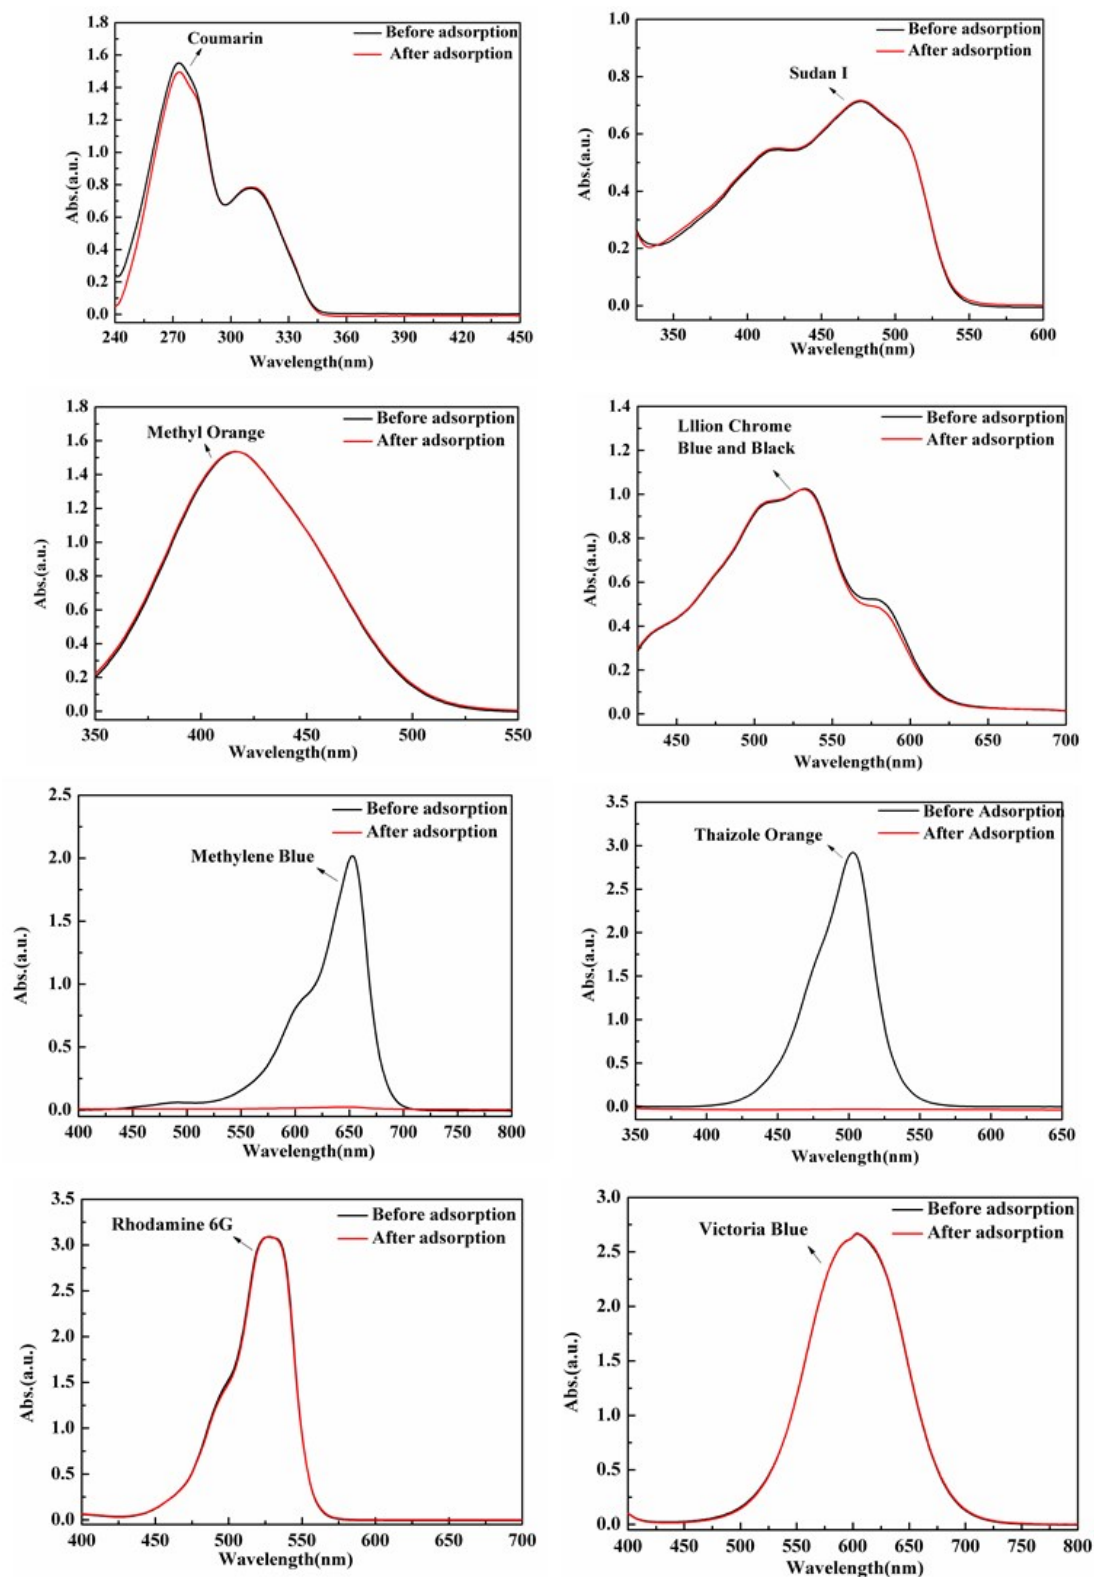 Coumarin
Before adsorption
After adsorption
1.8
1.6
1.4
1.2
1.0
0.8
0.6
0.4
0.2
0.0
Abs.(a.u.)
240 270 300 330 360 390 420 450
Wavelength(nm)
Sudan I
Before adsorption
After adsorption
1.0
0.8
0.6
0.4
0.2
0.0
Abs.(a.u.)
350 400 450 500 550 600
Wavelength(nm)
Methyl Orange
Before adsorption
After adsorption
1.8
1.5
1.2
1.0
0.8
0.6
0.4
0.2
0.0
Abs.(a.u.)
350 400 450 500 550
Wavelength(nm)
Lllion Chrome
Blue and Black
Before adsorption
After adsorption
1.4
1.2
1.0
0.8
0.6
0.4
0.2
0.0
Abs.(a.u.)
450 500 550 600 650 700
Wavelength(nm)
Methylene Blue
Before adsorption
After adsorption
2.5
2.0
1.5
1.0
0.5
0.0
Abs.(a.u.)
400 450 500 550 600 650 700 750 800
Wavelength(nm)
Thaizole Orange
Before Adsorption
After Adsorption
3.5
3.0
2.5
2.0
1.5
1.0
0.5
0.0
Abs.(a.u.)
350 400 450 500 550 600 650
Wavelength(nm)
Rhodamine 6G
Before adsorption
After adsorption
3.5
3.0
2.5
2.0
1.5
1.0
0.5
0.0
Abs.(a.u.)
400 450 500 550 600 650 700
Wavelength(nm)
Victoria Blue
Before adsorption
After adsorption
3.0
2.5
2.0
1.5
1.0
0.5
0.0
Abs.(a.u.)
400 450 500 550 600 650 700 750 800
Wavelength(nm)